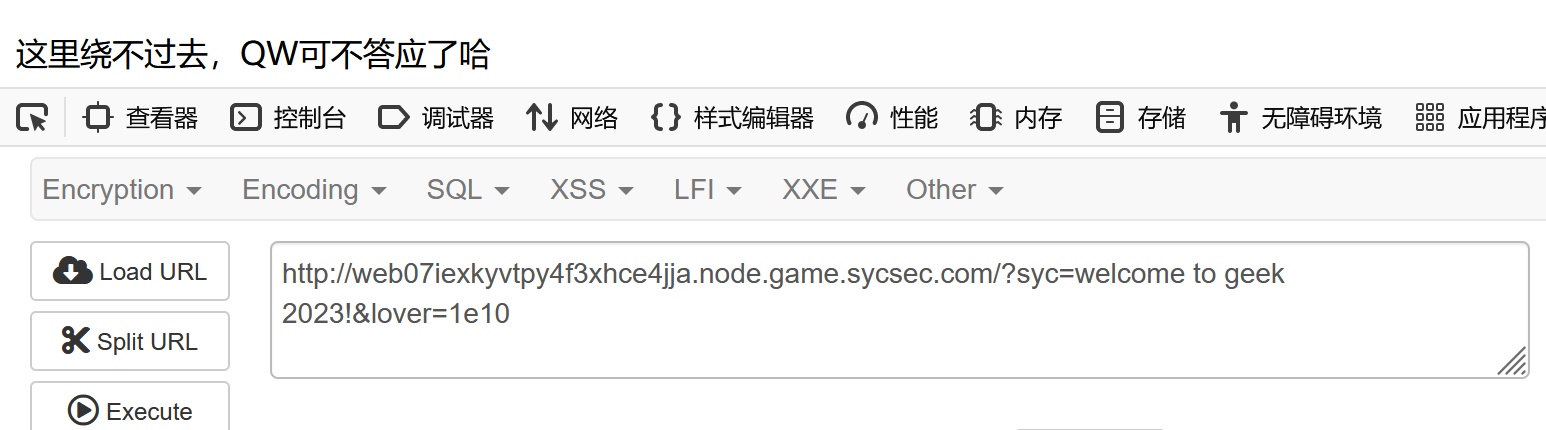 这里绕不过去，QW可不答应了哈
查看器 控制台 调试器 网络 样式编辑器 性能 内存 存储 无障碍环境 应用程序
Encryption Encoding SQL XSS LFI XXE Other
Load URL
http://web07iexkyvtpy4f3xhce4jja.node.game.sycsec.com/?syc=welcome to geek
2023!&lover=1e10
Split URL
Execute